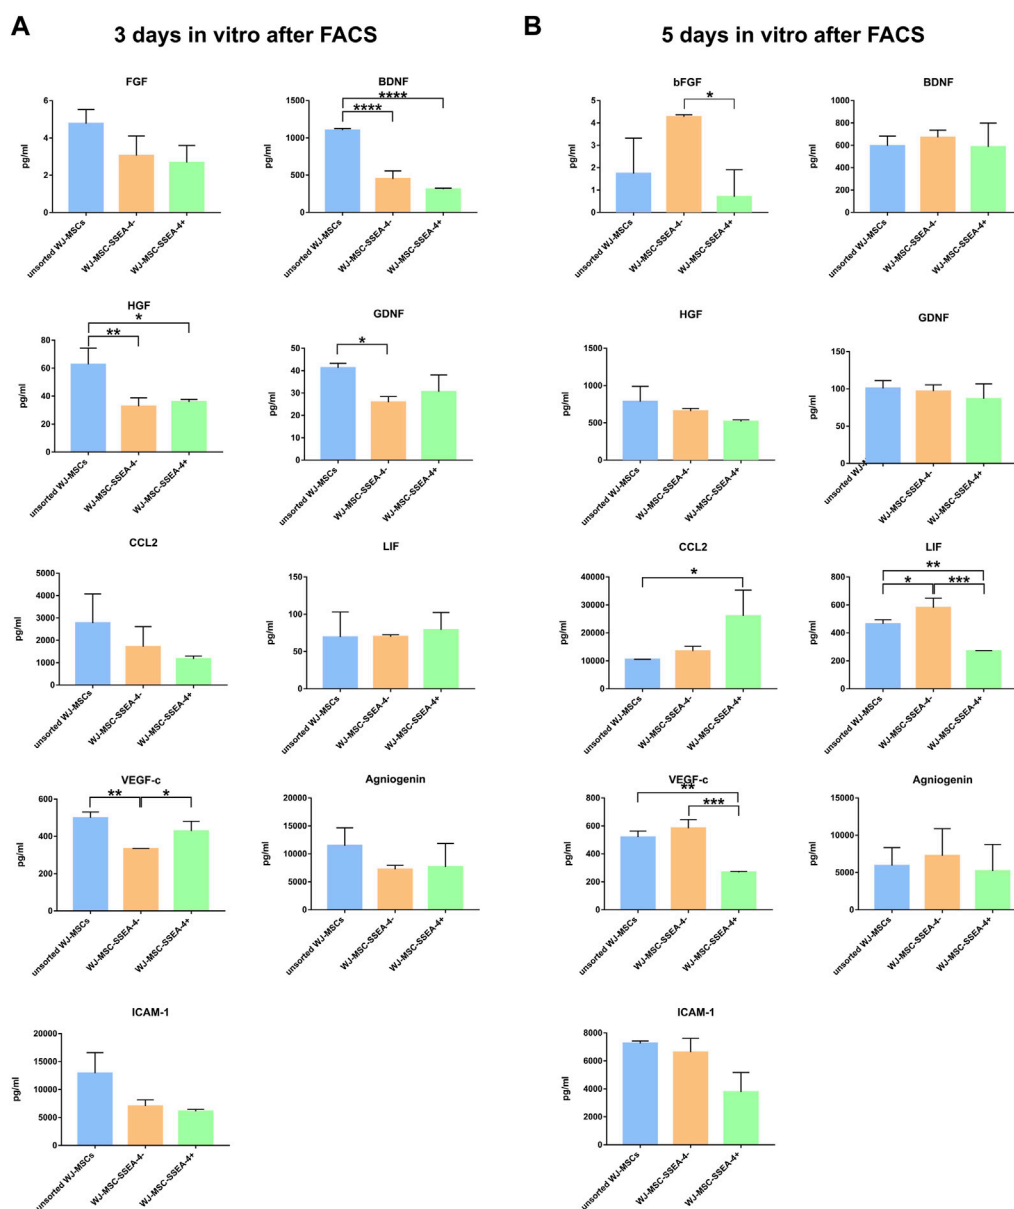 A
3 days in vitro after FACS
FGF
pg/ml
6
4
2
0
unsorted WJ-MSCs
WJ-MSC-SSEA-4-
WJ-MSC-SSEA-4+
BDNF
****
****
pg/ml
1500
1000
500
0
unsorted WJ-MSCs
WJ-MSC-SSEA-4-
WJ-MSC-SSEA-4+
HGF
*
**
pg/ml
80
60
40
20
0
unsorted WJ-MSCs
WJ-MSC-SSEA-4-
WJ-MSC-SSEA-4+
GDNF
*
pg/ml
50
40
30
20
10
0
unsorted WJ-MSCs
WJ-MSC-SSEA-4-
WJ-MSC-SSEA-4+
CCL2
pg/ml
5000
4000
3000
2000
1000
0
unsorted WJ-MSCs
WJ-MSC-SSEA-4-
WJ-MSC-SSEA-4+
LIF
pg/ml
150
100
50
0
unsorted WJ-MSCs
WJ-MSC-SSEA-4-
WJ-MSC-SSEA-4+
VEGF-c
** *
pg/ml
600
400
200
0
unsorted WJ-MSCs
WJ-MSC-SSEA-4-
WJ-MSC-SSEA-4+
Agniogenin
pg/ml
20000
15000
10000
5000
0
unsorted WJ-MSCs
WJ-MSC-SSEA-4-
WJ-MSC-SSEA-4+
ICAM-1
pg/ml
20000
15000
10000
5000
0
unsorted WJ-MSCs
WJ-MSC-SSEA-4-
WJ-MSC-SSEA-4+
B
5 days in vitro after FACS
bFGF
*
pg/ml
5
4
3
2
1
0
unsorted WJ-MSCs
WJ-MSC-SSEA-4-
WJ-MSC-SSEA-4+
BDNF
pg/ml
1000
800
600
400
200
0
unsorted WJ-MSCs
WJ-MSC-SSEA-4-
WJ-MSC-SSEA-4+
HGF
pg/ml
1500
1000
500
0
unsorted WJ-MSCs
WJ-MSC-SSEA-4-
WJ-MSC-SSEA-4+
GDNF
pg/ml
150
100
50
0
WJ-MSC-SSEA-4-
WJ-MSC-SSEA-4+
CCL2
*
pg/ml
40000
30000
20000
10000
0
unsorted WJ-MSCs
WJ-MSC-SSEA-4-
WJ-MSC-SSEA-4+
LIF
**
* ***
pg/ml
800
600
400
200
0
unsorted WJ-MSCs
WJ-MSC-SSEA-4-
WJ-MSC-SSEA-4+
VEGF-c
**
***
pg/ml
800
600
400
200
0
unsorted WJ-MSCs
WJ-MSC-SSEA-4-
WJ-MSC-SSEA-4+
Agniogenin
pg/ml
15000
10000
5000
0
unsorted WJ-MSCs
WJ-MSC-SSEA-4-
WJ-MSC-SSEA-4+
ICAM-1
pg/ml
8000
6000
4000
2000
0
unsorted WJ-MSCs
WJ-MSC-SSEA-4-
WJ-MSC-SSEA-4+